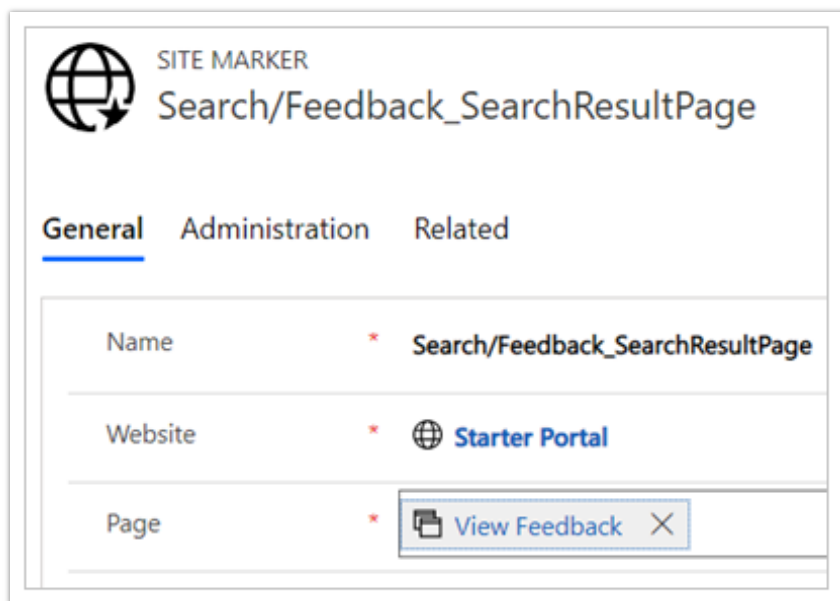 SITE MARKER
Search/Feedback_SearchResultPage
General Administration Related
Name * Search/Feedback_SearchResultPage
Website * Starter Portal
Page * View Feedback